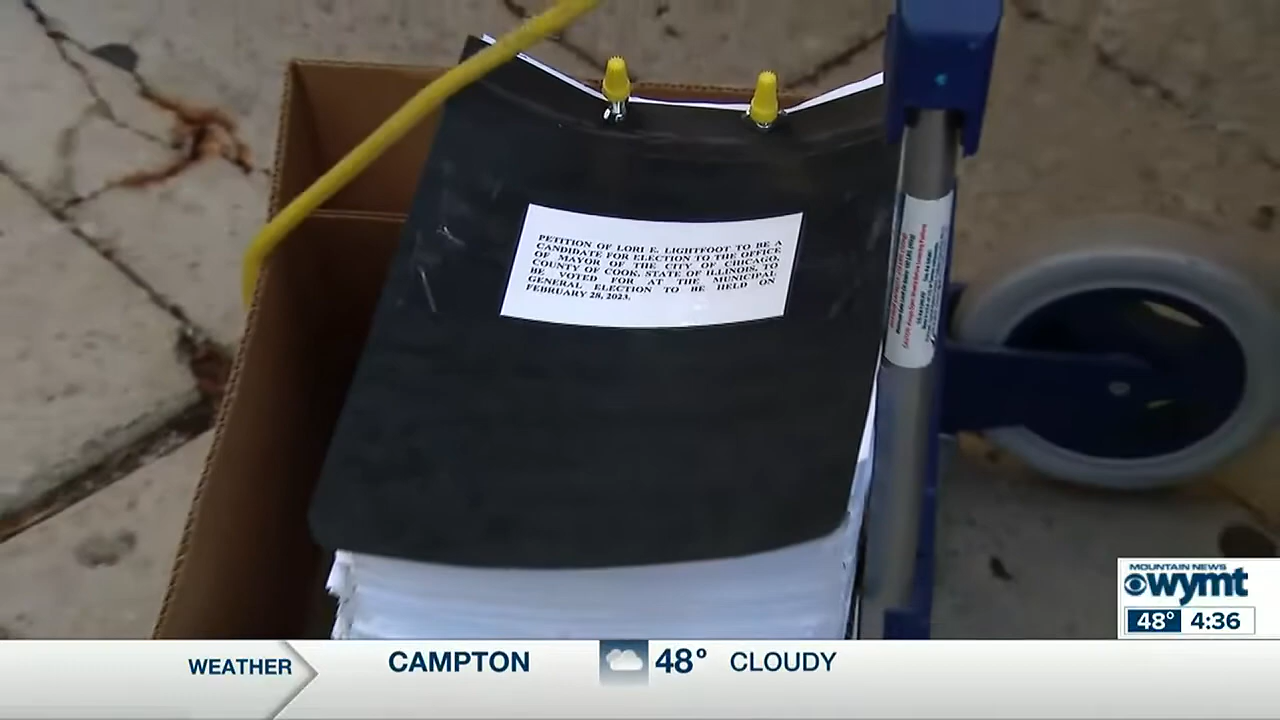 PETITION OF LORI E. LIGHTFOOT TO BE A
CANDIDATE FOR ELECTION TO THE OFFICE
OF MAYOR OF THE CITY OF CHICAGO,
COUNTY OF COOK, STATE OF ILLINOIS, TO
BE VOTED FOR AT THE MUNICIPAL
GENERAL ELECTION TO BE HELD ON
FEBRUARY 28, 2023.
MOUNTAIN NEWS
wymt
48° 4:36
WEATHER CAMPTON 48° CLOUDY